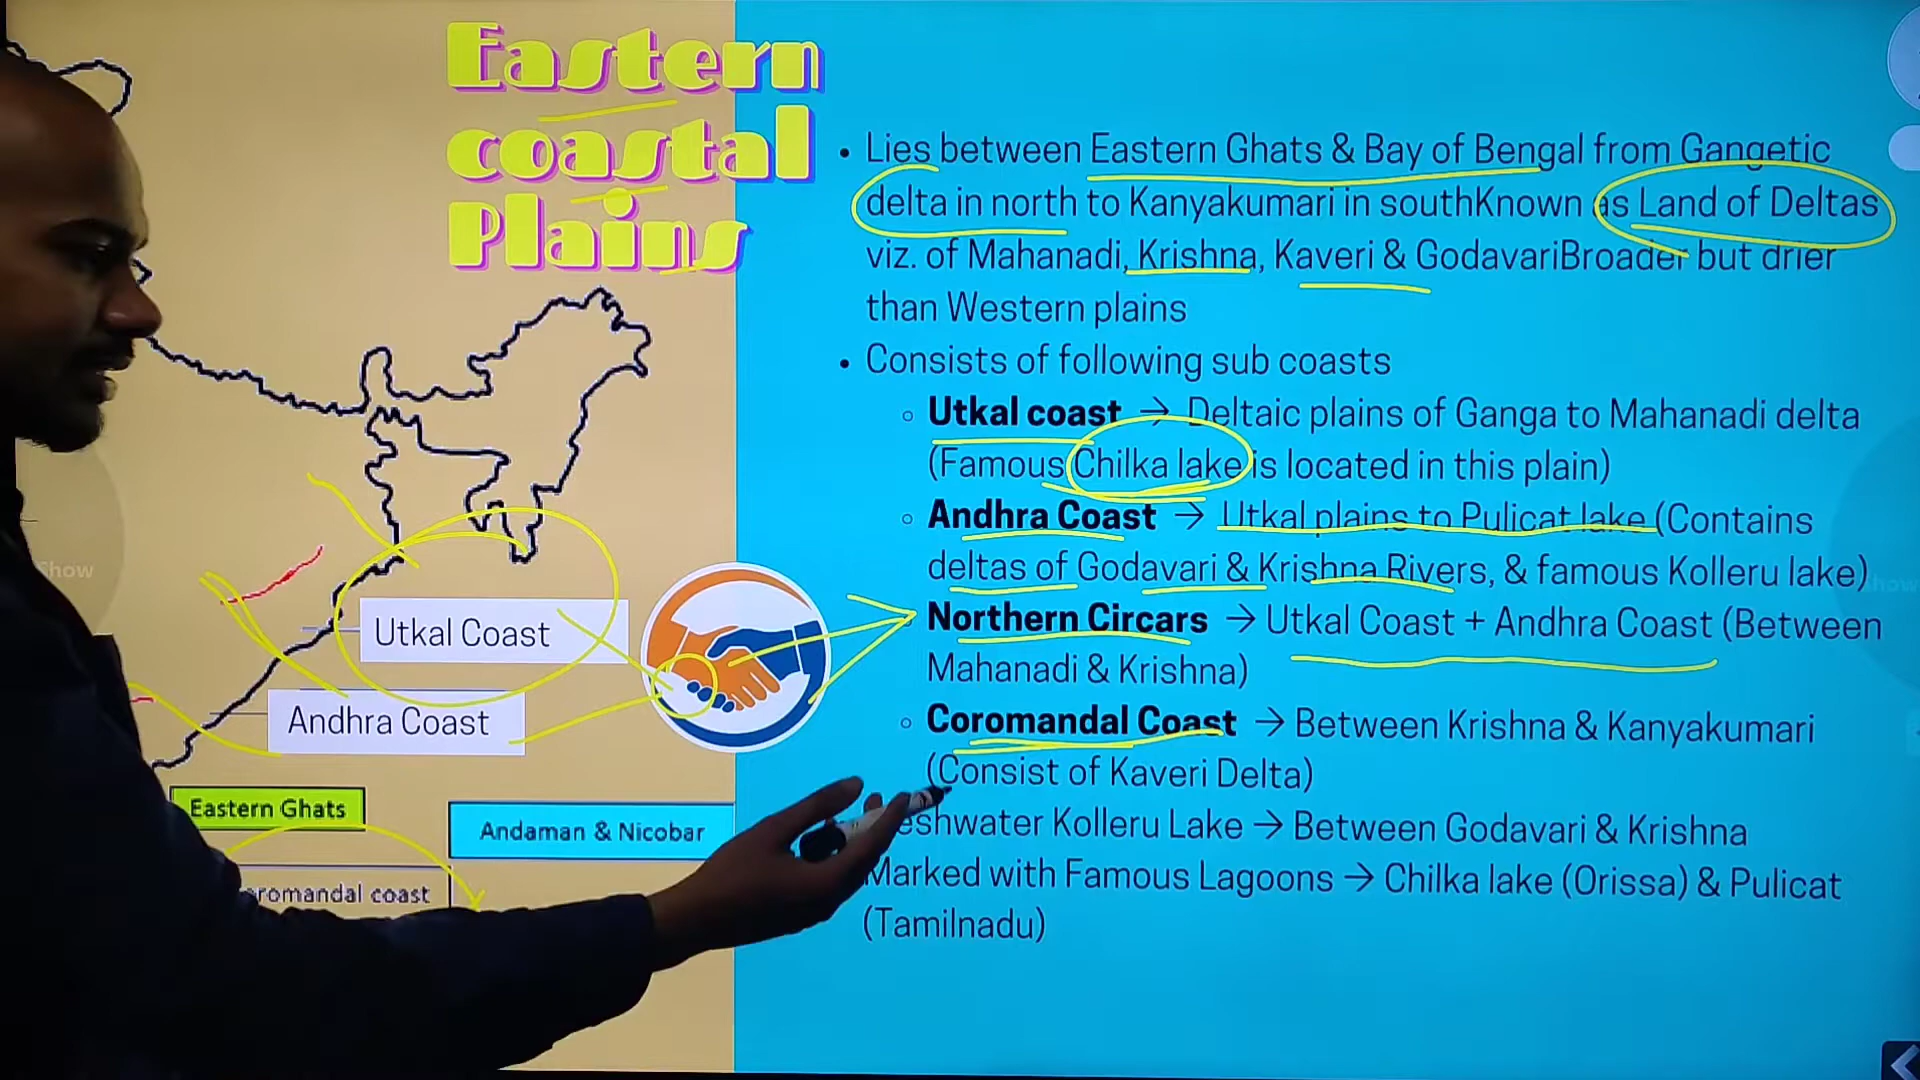 Eastern
coastal
Plains
• Lies between Eastern Ghats & Bay of Bengal from Gangetic
delta in north to Kanyakumari in southKnown as Land of Deltas
viz. of Mahanadi, Krishna, Kaveri & GodavariBroader but drier
than Western plains
• Consists of following sub coasts
◦ Utkal coast → Deltaic plains of Ganga to Mahanadi delta
(Famous Chilka lake is located in this plain)
◦ Andhra Coast → Utkal plains to Pulicat lake (Contains
deltas of Godavari & Krishna Rivers, & famous Kolleru lake)
Northern Circars → Utkal Coast + Andhra Coast (Between
Mahanadi & Krishna)
◦ Coromandal Coast → Between Krishna & Kanyakumari
(Consist of Kaveri Delta)
eshwater Kolleru Lake → Between Godavari & Krishna
Marked with Famous Lagoons → Chilka lake (Orissa) & Pulicat
(Tamilnadu)
Show
Utkal Coast
Andhra Coast
Eastern Ghats
Andaman & Nicobar
romandal coast